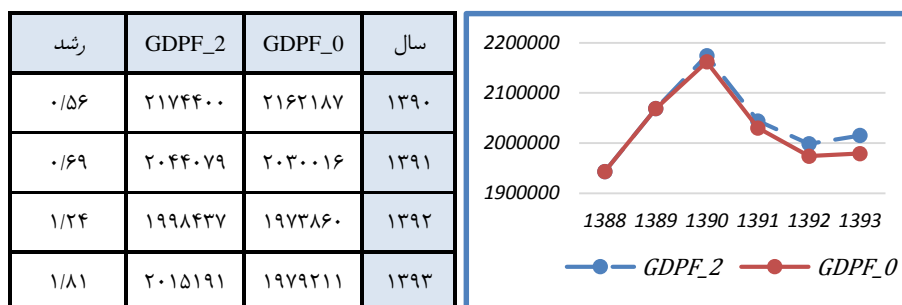 سال GDPF_0 GDPF_2 رشد
۱۳۹۰ ۲۱۶۲۱۸۷ ۲۱۷۴۴۰۰ ۰/۵۶
۱۳۹۱ ۲۰۳۰۰۱۶ ۲۰۴۴۰۷۹ ۰/۶۹
۱۳۹۲ ۱۹۷۳۸۶۰ ۱۹۹۸۴۳۷ ۱/۲۴
۱۳۹۳ ۱۹۷۹۲۱۱ ۲۰۱۵۱۹۱ ۱/۸۱
2200000
2100000
2000000
1900000
1388 1389 1390 1391 1392 1393
GDPF_2 GDPF_0